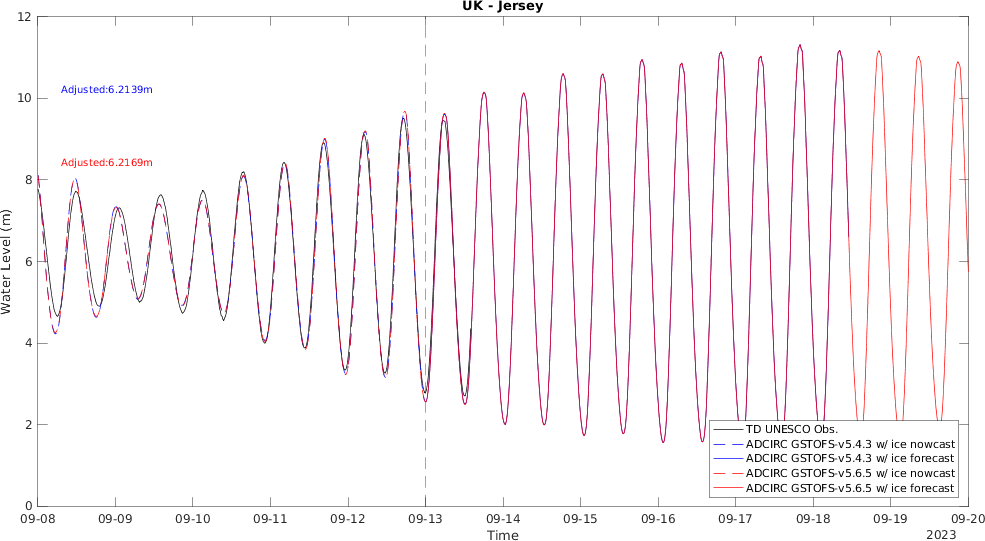 UK - Jersey
12
10
8
6
4
2
0
Water Level (m)
Adjusted:6.2139m
Adjusted:6.2169m
TD UNESCO Obs.
ADCIRC GSTOFS-v5.4.3 w/ ice nowcast
ADCIRC GSTOFS-v5.4.3 w/ ice forecast
ADCIRC GSTOFS-v5.6.5 w/ ice nowcast
ADCIRC GSTOFS-v5.6.5 w/ ice forecast
09-08 09-09 09-10 09-11 09-12 09-13 09-14 09-15 09-16 09-17 09-18 09-19 09-20
Time
2023